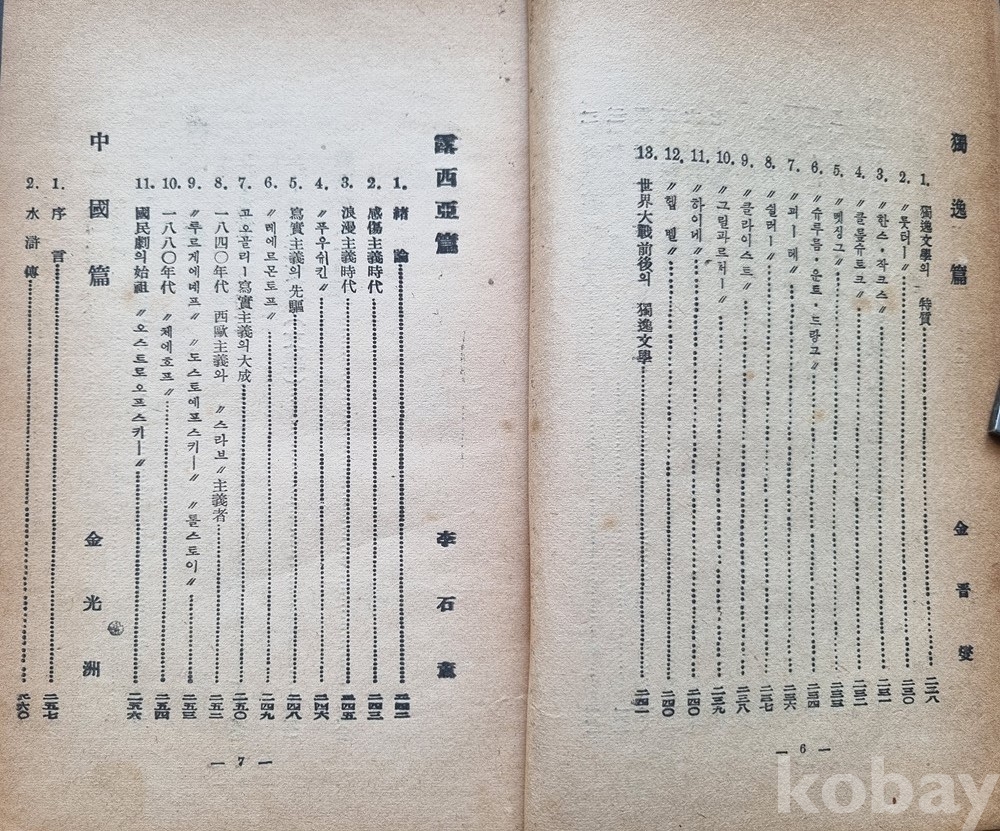 獨逸篇 金晋燮
1. 獨逸文學의 特質 二二八
2. 〃룻터ー〃 二三〇
3. 〃한스・작크스〃 二三一
4. 〃클롭슈토크〃 二三二
5. 〃렛싱그〃
6. 〃슈루룸・운트・드랑그〃 二三四
7. 〃꾀ー테〃 二三六
8. 〃쉴러ー〃 二三七
9. 〃클라이스트〃 二三八
10. 〃그릴파르처ー〃 二三九
11. 〃하이네〃 二四〇
12. 〃헵벨〃 二四〇
13. 世界大戰前後의 獨逸文學 二四一
— 6 —
露西亞篇 李石薰
1. 緖論
2. 感傷主義時代 二四三
3. 浪漫主義時代 二四五
4. 〃푸우쉬킨〃 二四六
5. 寫實主義의 先驅 二四八
6. 〃레에르몬토프〃 二四九
7. 고오골리ー寫實主義의 大成 二五〇
8. 一八四〇年代 西歐主義와 〃스라브〃主義者 二五二
9. 〃투르게에네프〃 〃도스토에프스키ー〃 〃톨스토이〃 二五三
10. 一八八〇年代 〃체에호프〃 二五四
11. 國民劇의 始祖 〃오스트로오프스키ー〃 二五六
中國篇 金光洲
1. 序言 二五七
2. 水滸傳 二六〇
— 7 —
kobay